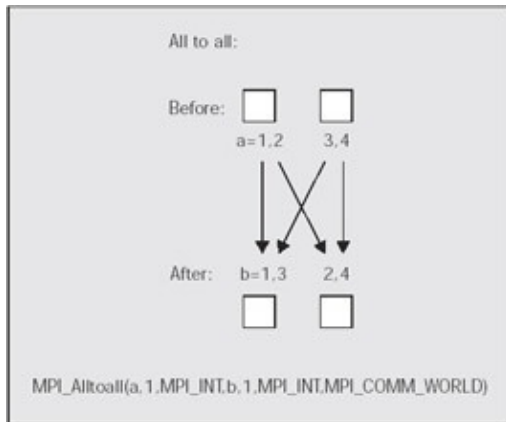 All to all:
Before:
a=1,2 3,4
After: b=1,3 2,4
MPI_Alltoall(a,1,MPI_INT,b,1,MPI_INT,MPI_COMM_WORLD)